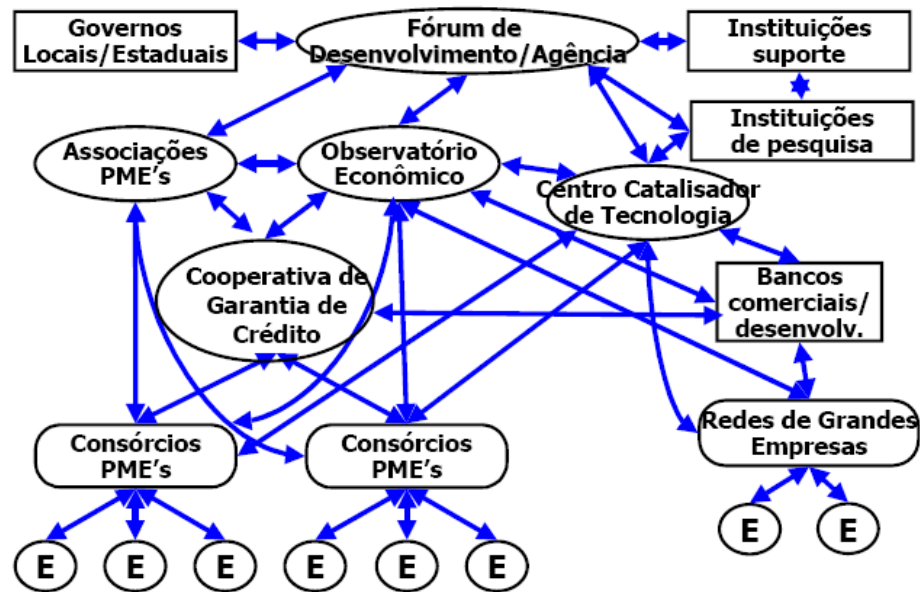 Governos
Locais/Estaduais
Fórum de
Desenvolvimento/Agência
Instituições
suporte
Instituições
de pesquisa
Associações
PME's
Observatório
Econômico
Centro Catalisador
de Tecnologia
Cooperativa de
Garantia de
Crédito
Bancos
comerciais/
desenvolv.
Consórcios
PME's
Consórcios
PME's
Redes de Grandes
Empresas
E
E
E
E
E
E
E
E